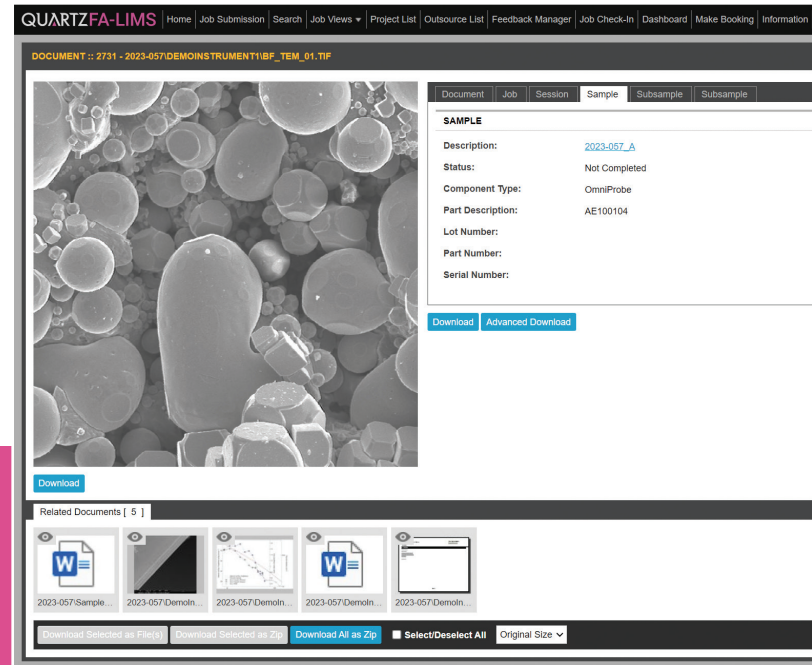 QUARTZFA-LIMS Home Job Submission Search Job Views Project List Outsource List Feedback Manager Job Check-In Dashboard Make Booking Information
DOCUMENT :: 2731 - 2023-057\DEMOINSTRUMENT1\BF_TEM_01.TIF
Document Job Session Sample Subsample Subsample
SAMPLE
Description: 2023-057_A
Status: Not Completed
Component Type: OmniProbe
Part Description: AE100104
Lot Number:
Part Number:
Serial Number:
Download Advanced Download
Download
Related Documents [ 5 ]
W W
2023-057\Sample... 2023-057\DemoIn... 2023-057\DemoIn... 2023-057\DemoIn... 2023-057\DemoIn...
Download Selected as File(s) Download Selected as Zip Download All as Zip Select/Deselect All Original Size